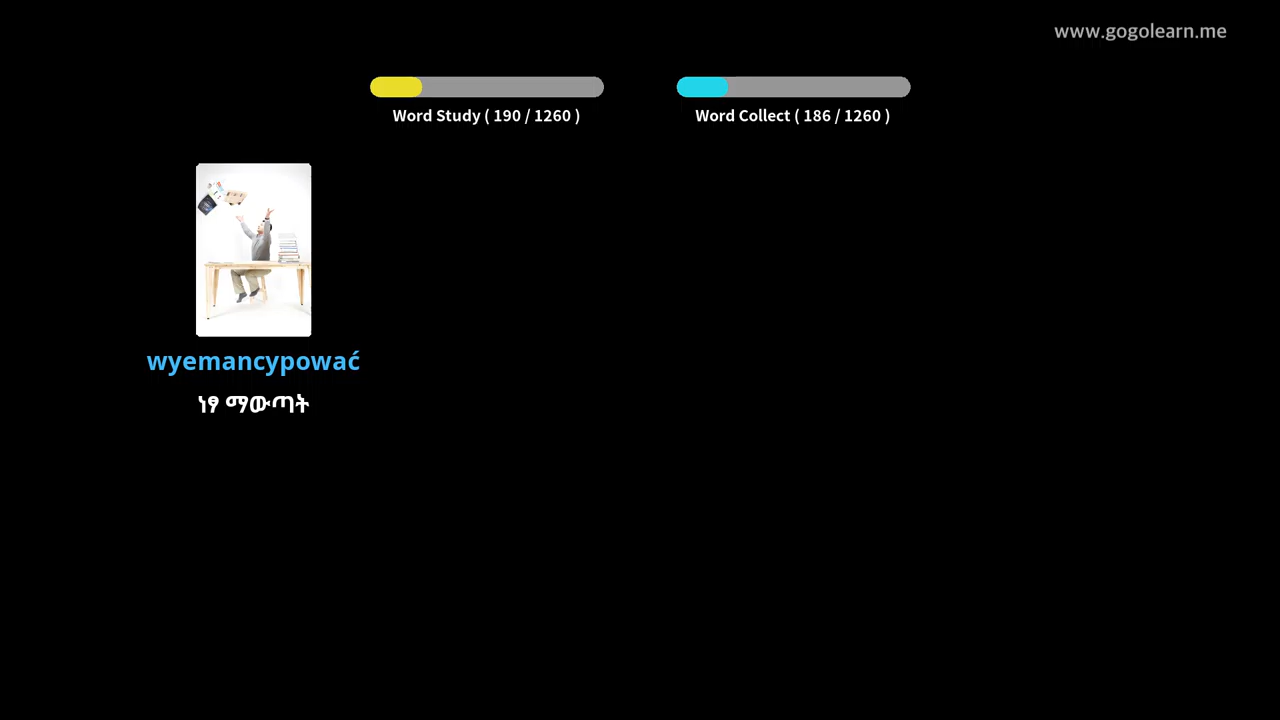 www.gogolearn.me
Word Study ( 190 / 1260 )
Word Collect ( 186 / 1260 )
wyemancypować
ነፃ ማውጣት